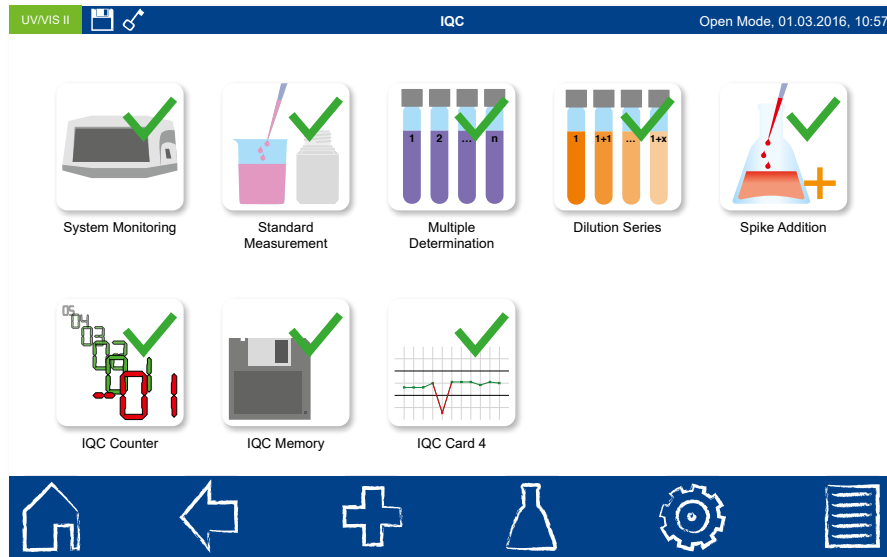 UV/VIS II
IQC
Open Mode, 01.03.2016, 10:57
1 2 ... n
1 1+1 ... 1+x
System Monitoring
Standard
Measurement
Multiple
Determination
Dilution Series
Spike Addition
05
04
03
02
01
-01
IQC Counter
IQC Memory
IQC Card 4